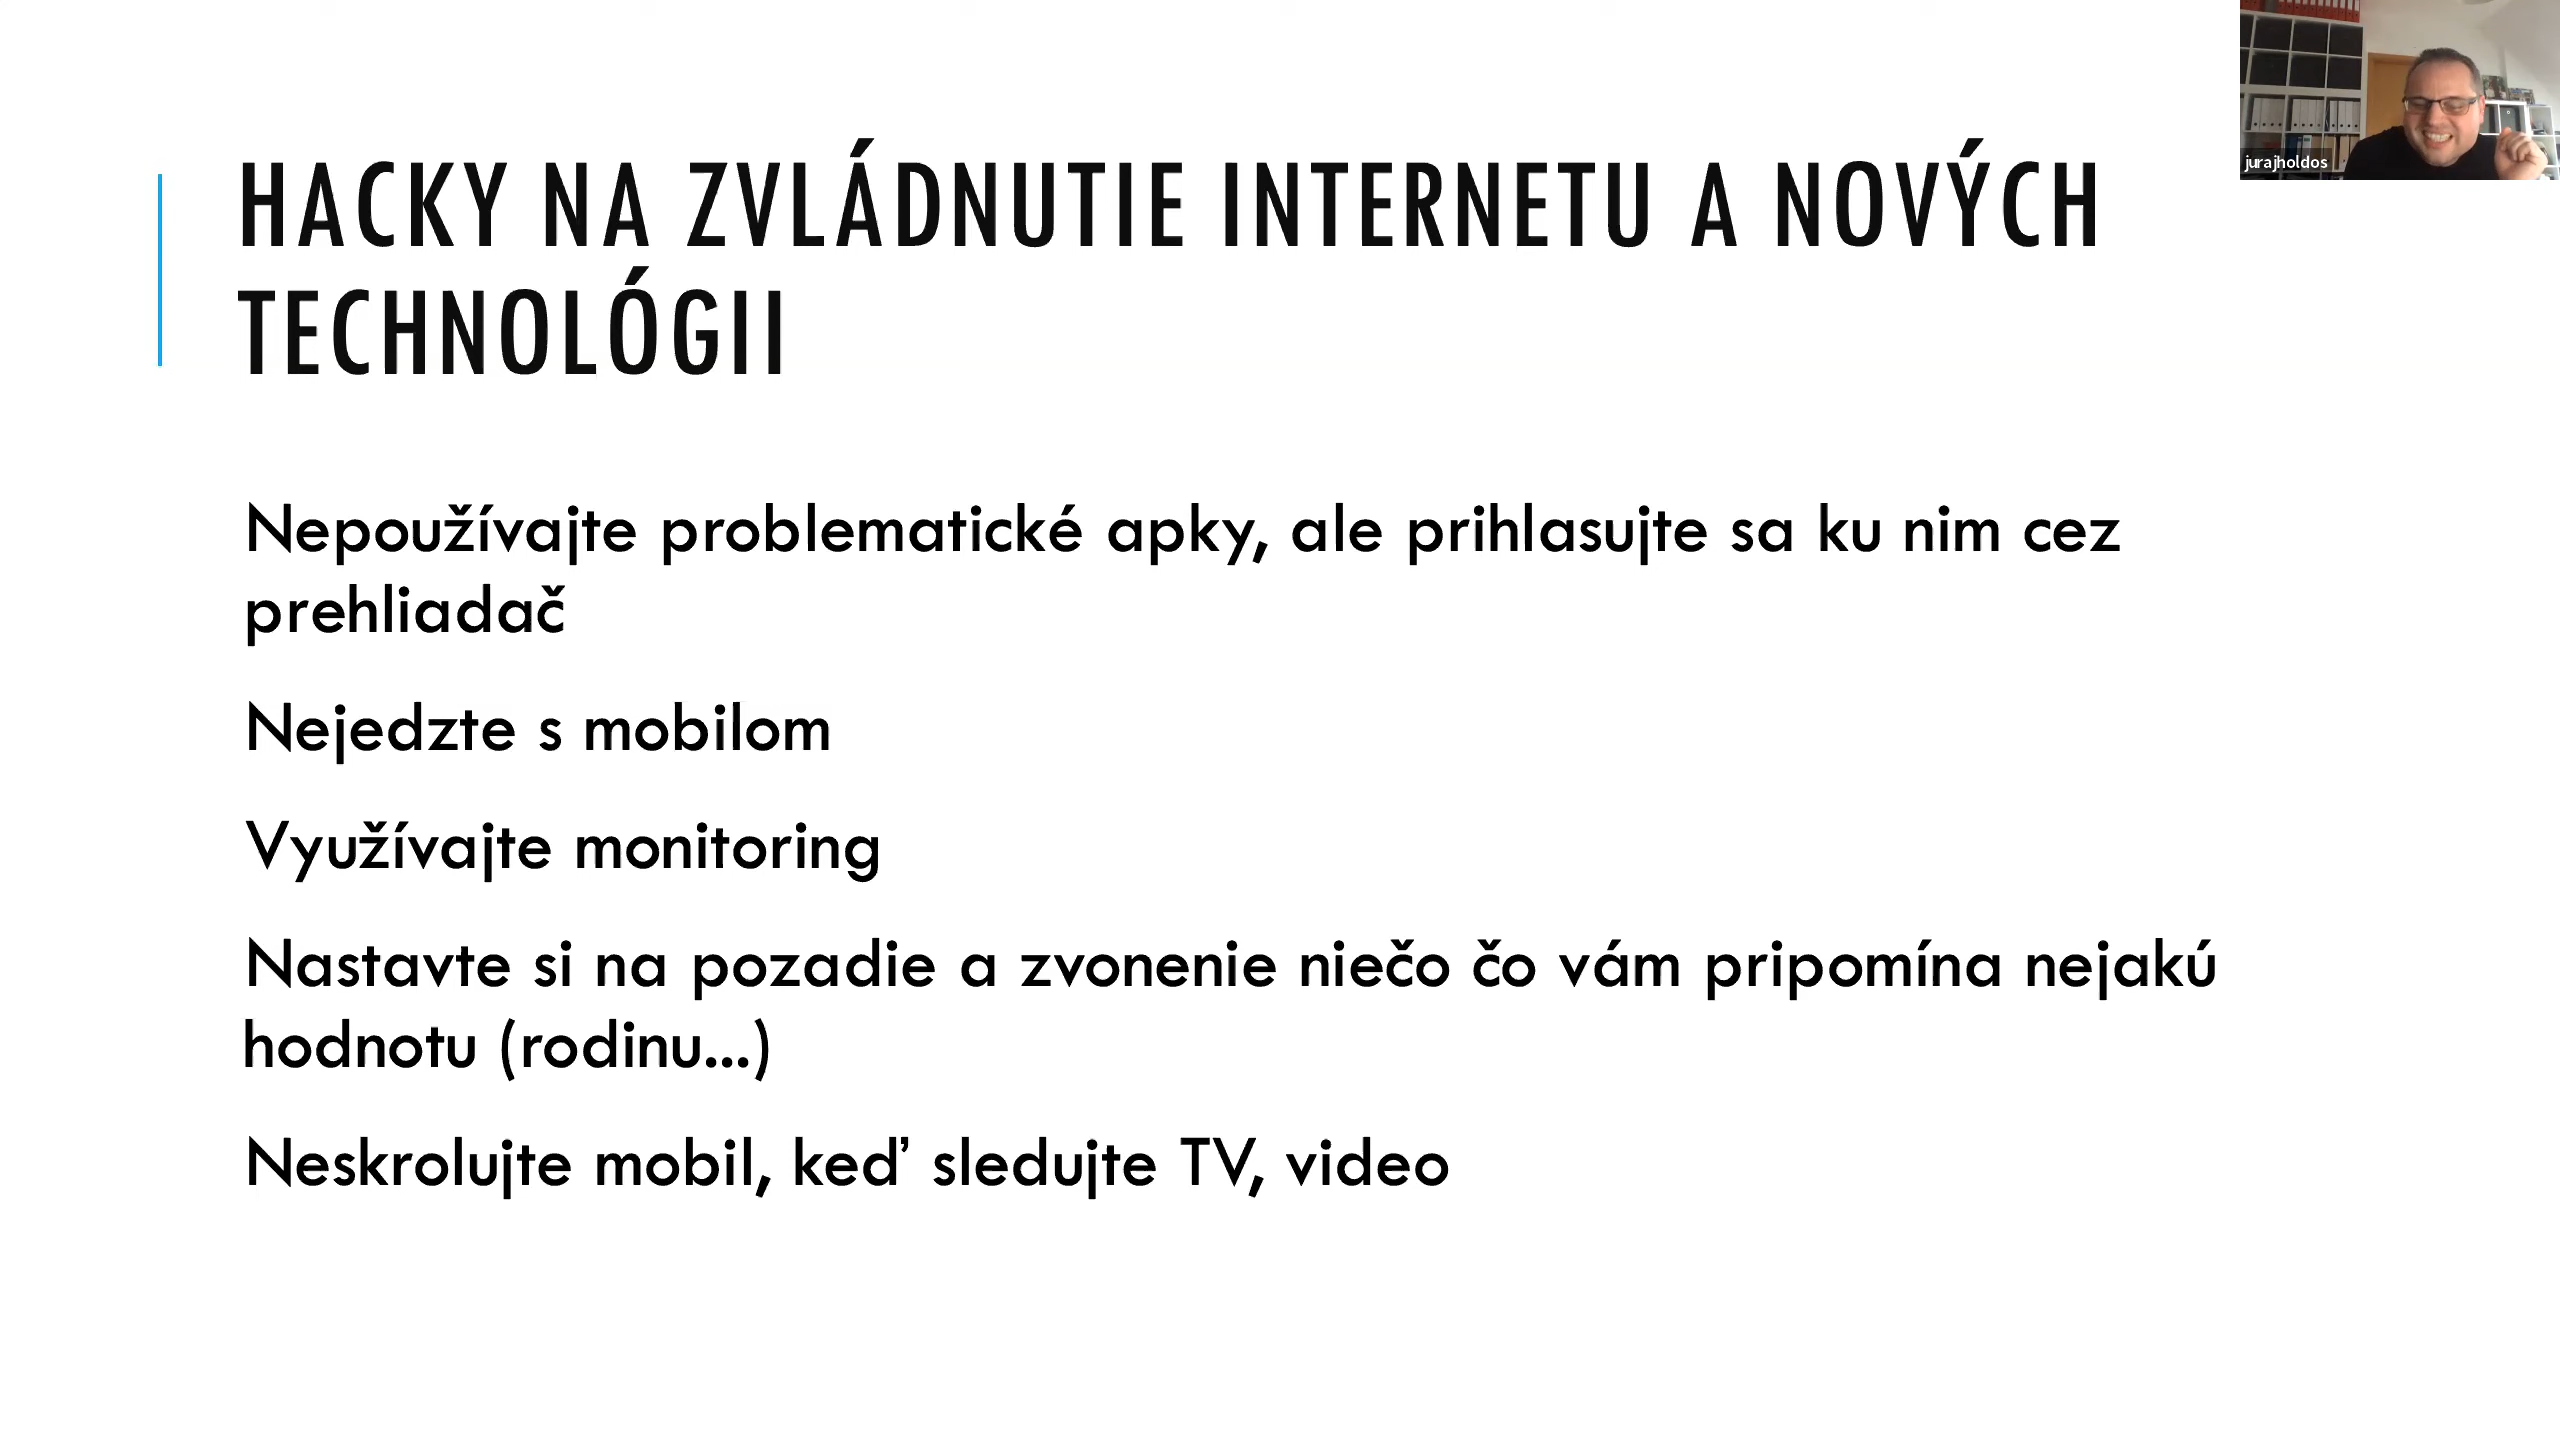 HACKY NA ZVLÁDNUTIE INTERNETU A NOVÝCH
TECHNOLÓGII
jurajholdos
Nepoužívajte problematické apky, ale prihlasujte sa ku nim cez
prehliadač
Nejedzte s mobilom
Využívajte monitoring
Nastavte si na pozadie a zvonenie niečo čo vám pripomína nejakú
hodnotu (rodinu...)
Neskrolujte mobil, keď sledujte TV, video